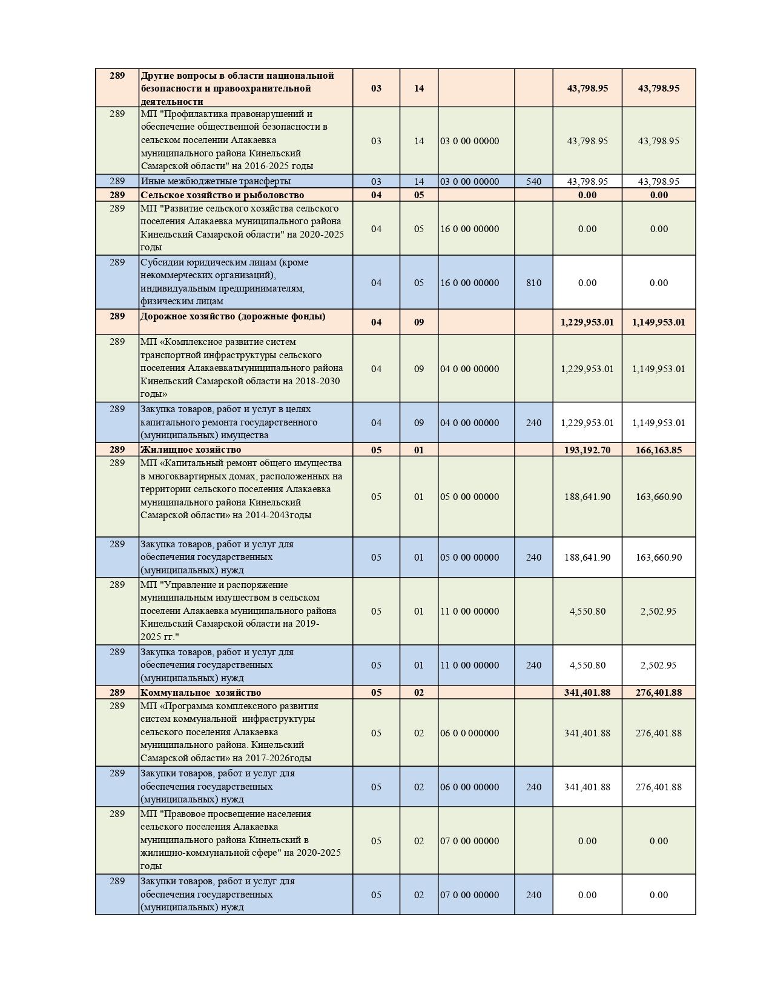 289 Другие вопросы в области национальной
безопасности и правоохранительной 03 14 43,798.95 43,798.95
деятельности
289 МП "Профилактика правонарушений и
обеспечение общественной безопасности в
сельском поселении Алакаевка 03 14 03 0 00 00000 43,798.95 43,798.95
муниципального района Кинельский
Самарской области" на 2016-2025 годы
289 Иные межбюджетные трансферты 03 14 03 0 00 00000 540 43,798.95 43,798.95
289 Сельское хозяйство и рыболовство 04 05 0.00 0.00
289 МП "Развитие сельского хозяйства сельского
поселения Алакаевка муниципального района
Кинельский Самарской области" на 2020-2025 04 05 16 0 00 00000 0.00 0.00
годы
289 Субсидии юридическим лицам (кроме
некоммерческих организаций),
индивидуальным предпринимателям, 04 05 16 0 00 00000 810 0.00 0.00
физическим лицам
289 Дорожное хозяйство (дорожные фонды) 04 09 1,229,953.01 1,149,953.01
289 МП «Комплексное развитие систем
транспортной инфраструктуры сельского
поселения Алакаевкатмуниципального района 04 09 04 0 00 00000 1,229,953.01 1,149,953.01
Кинельский Самарской области на 2018-2030
годы»
289 Закупка товаров, работ и услуг в целях
капитального ремонта государственного 04 09 04 0 00 00000 240 1,229,953.01 1,149,953.01
(муниципальных) имущества
289 Жилищное хозяйство 05 01 193,192.70 166,163.85
289 МП «Капитальный ремонт общего имущества
в многоквартирных домах, расположенных на
территории сельского поселения Алакаевка
муниципального района Кинельский 05 01 05 0 00 00000 188,641.90 163,660.90
Самарской области» на 2014-2043годы
289 Закупка товаров, работ и услуг для
обеспечения государственных 05 01 05 0 00 00000 240 188,641.90 163,660.90
(муниципальных) нужд
289 МП "Управление и распоряжение
муниципальным имуществом в сельском
поселени Алакаевка муниципального района 05 01 11 0 00 00000 4,550.80 2,502.95
Кинельский Самарской области на 2019-
2025 гг."
289 Закупка товаров, работ и услуг для
обеспечения государственных 05 01 11 0 00 00000 240 4,550.80 2,502.95
(муниципальных) нужд
289 Коммунальное хозяйство 05 02 341,401.88 276,401.88
289 МП «Программа комплексного развития
систем коммунальной инфраструктуры
сельского поселения Алакаевка 05 02 06 0 0 000000 341,401.88 276,401.88
муниципального района. Кинельский
Самарской области» на 2017-2026годы
289 Закупки товаров, работ и услуг для
обеспечения государственных 05 02 06 0 00 00000 240 341,401.88 276,401.88
(муниципальных) нужд
289 МП "Правовое просвещение населения
сельского поселения Алакаевка
муниципального района Кинельский в 05 02 07 0 00 00000 0.00 0.00
жилищно-коммунальной сфере" на 2020-2025
годы
289 Закупки товаров, работ и услуг для
обеспечения государственных 05 02 07 0 00 00000 240 0.00 0.00
(муниципальных) нужд